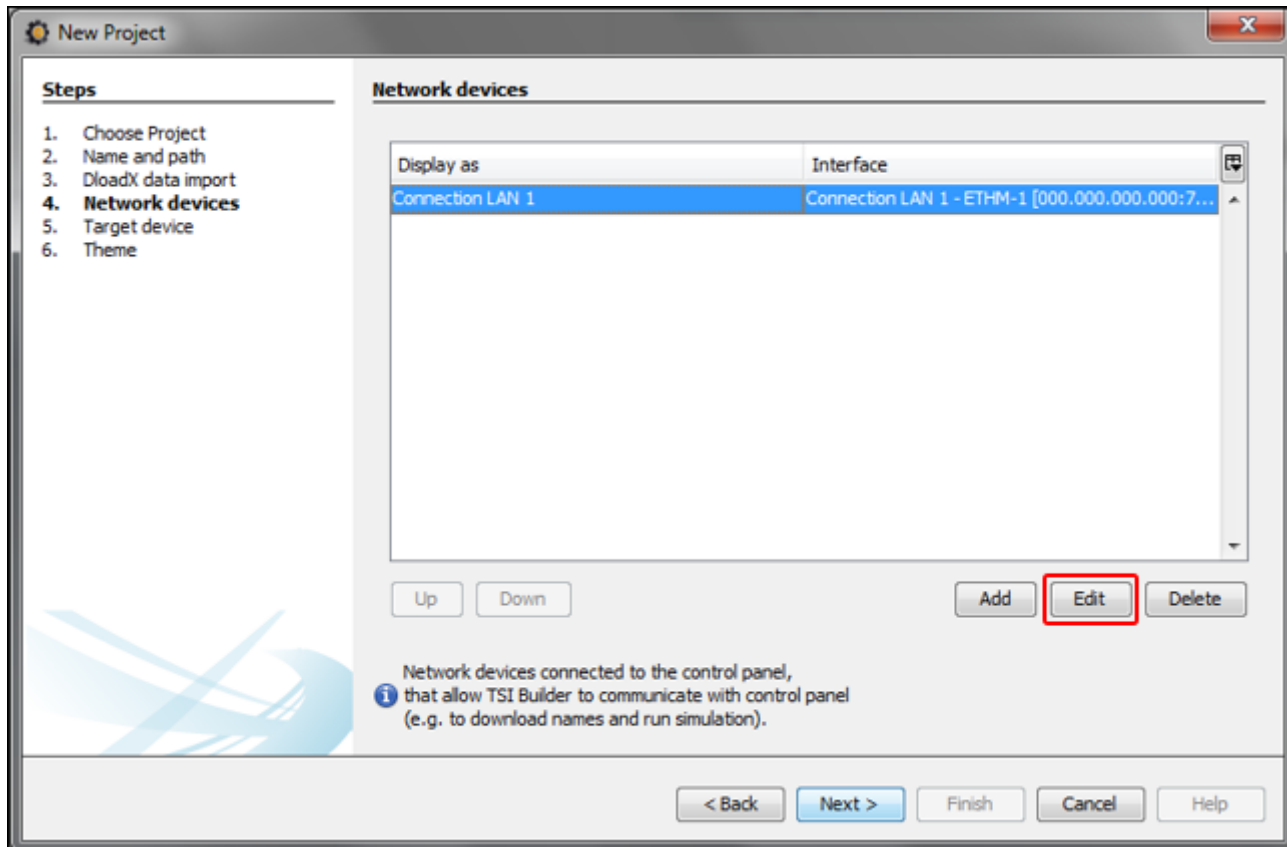 New Project
Steps
1. Choose Project
2. Name and path
3. DloadX data import
4. Network devices
5. Target device
6. Theme
Network devices
Display as Interface
Connection LAN 1 Connection LAN 1 - ETHM-1 [000.000.000.000:7...
Up Down Add Edit Delete
Network devices connected to the control panel,
that allow TSI Builder to communicate with control panel
(e.g. to download names and run simulation).
< Back Next > Finish Cancel Help